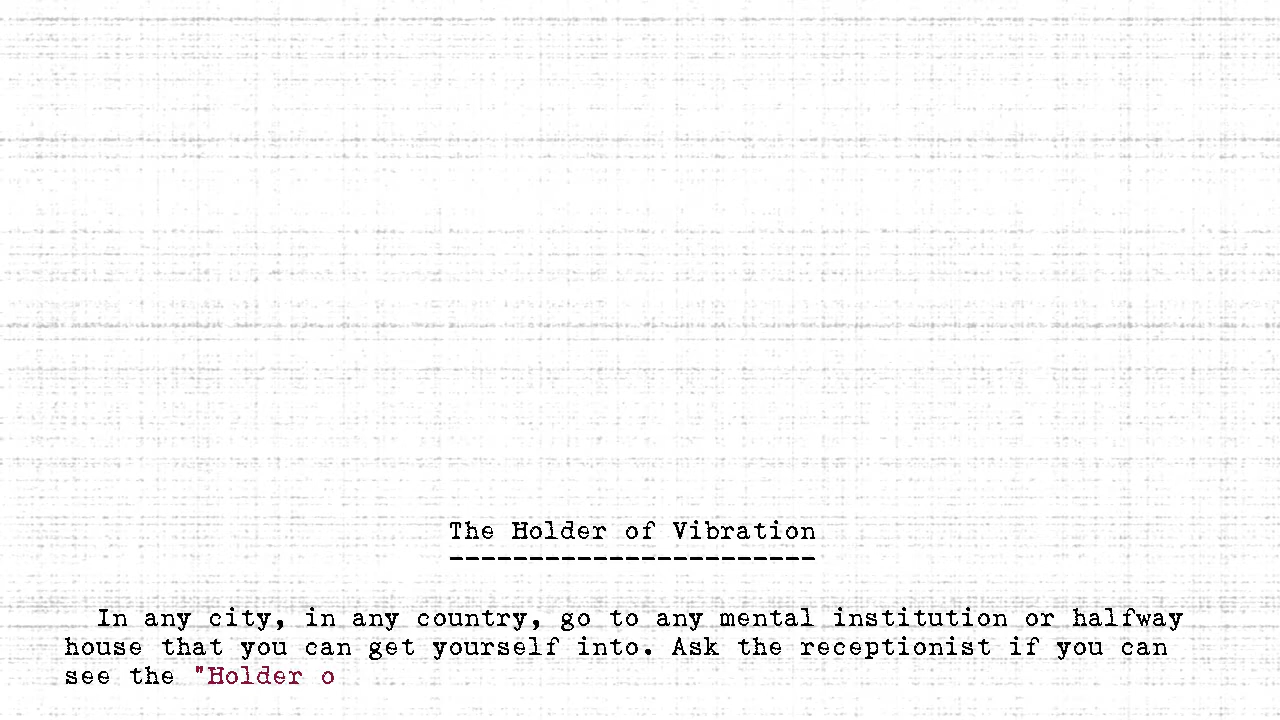 The Holder of Vibration
-----------------------
In any city, in any country, go to any mental institution or halfway
house that you can get yourself into. Ask the receptionist if you can
see the "Holder o